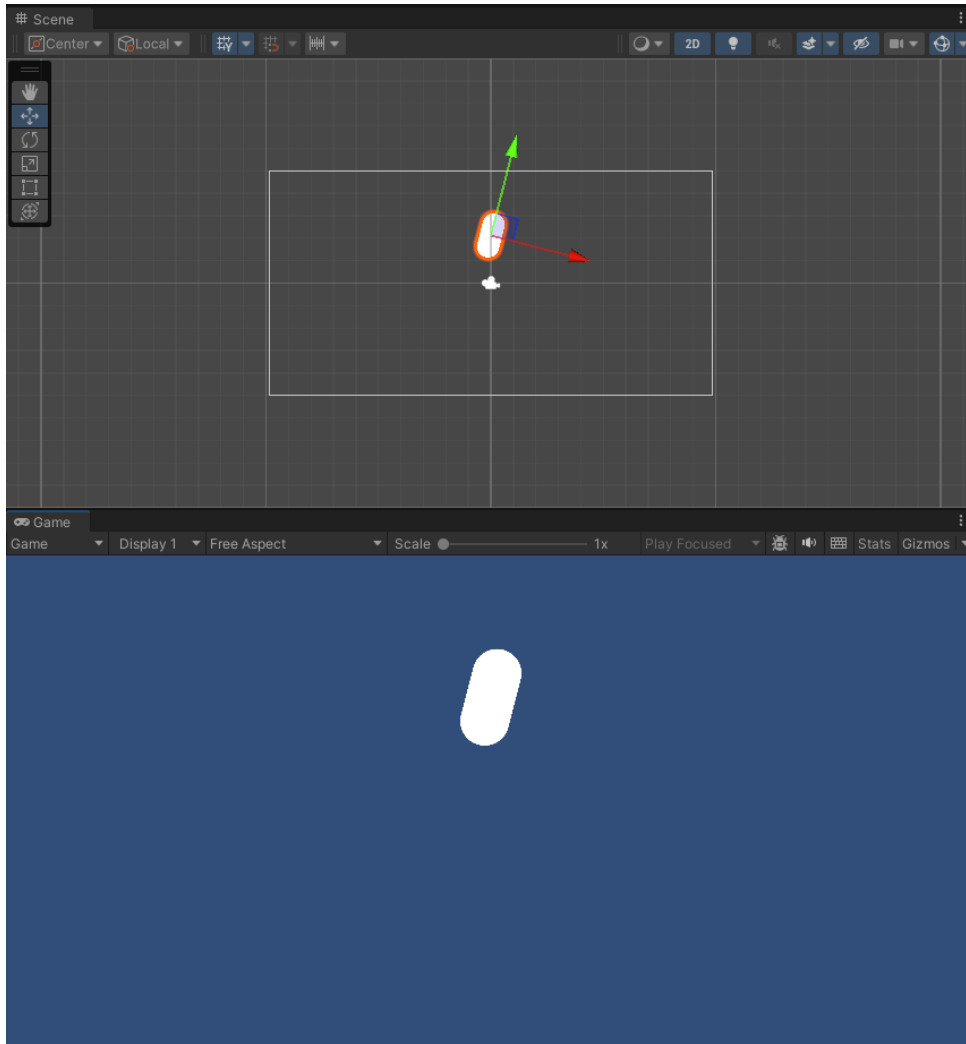 Scene
Center Local 2D
Game
Game Display 1 Free Aspect Scale 1x Play Focused Stats Gizmos